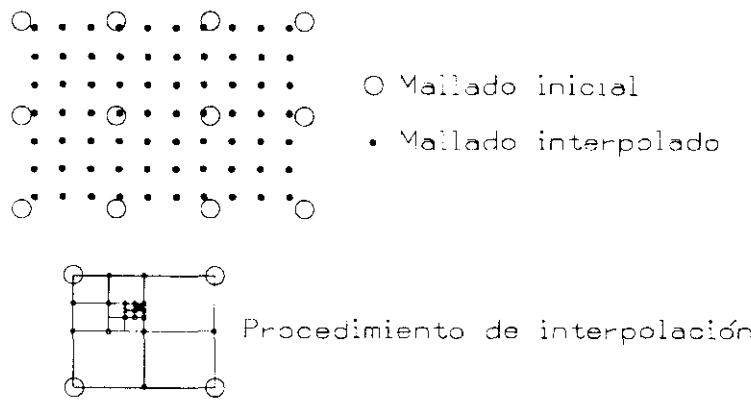 Mallado inicial
Mallado interpolado
Procedimiento de interpolación